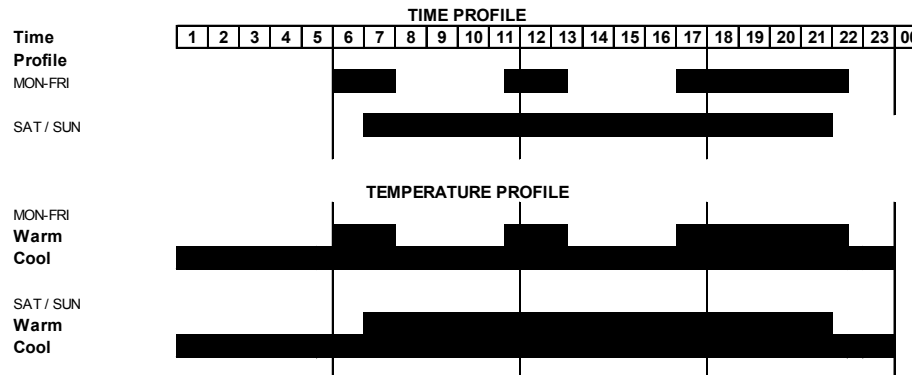 TIME PROFILE
Time 1 2 3 4 5 6 7 8 9 10 11 12 13 14 15 16 17 18 19 20 21 22 23 00
Profile
MON-FRI
SAT / SUN
TEMPERATURE PROFILE
MON-FRI
Warm
Cool
SAT / SUN
Warm
Cool